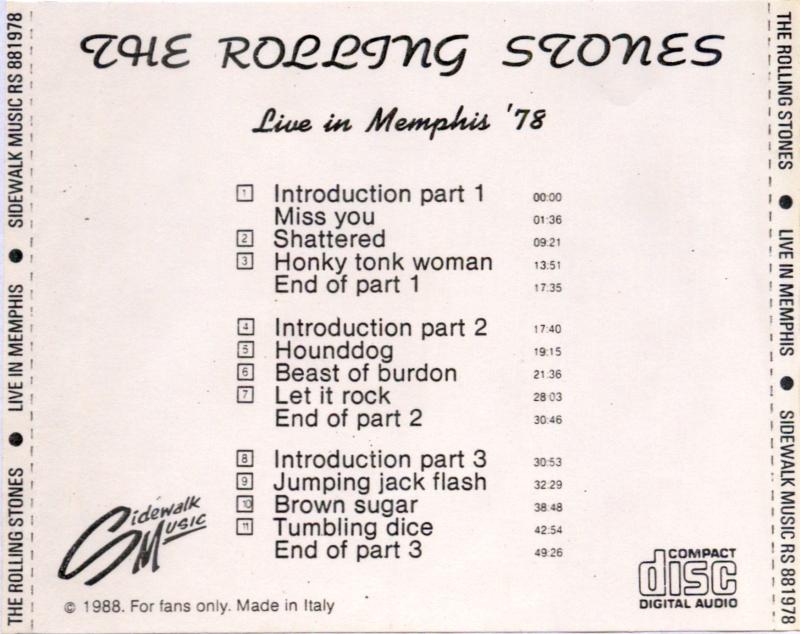 THE ROLLING STONES
Live in Memphis '78
1 Introduction part 1 00:00
Miss you 01:36
2 Shattered 09:21
3 Honky tonk woman 13:51
End of part 1 17:35
4 Introduction part 2 17:40
5 Hounddog 19:15
6 Beast of burdon 21:36
7 Let it rock 28:03
End of part 2 30:46
8 Introduction part 3 30:53
9 Jumping jack flash 32:29
10 Brown sugar 38:48
11 Tumbling dice 42:54
End of part 3 49:26
Sidewalk
Music
© 1988. For fans only. Made in Italy
COMPACT
disc
DIGITAL AUDIO
THE ROLLING STONES ● LIVE IN MEMPHIS ● SIDEWALK MUSIC RS 881978
THE ROLLING STONES ● LIVE IN MEMPHIS ● SIDEWALK MUSIC RS 881978